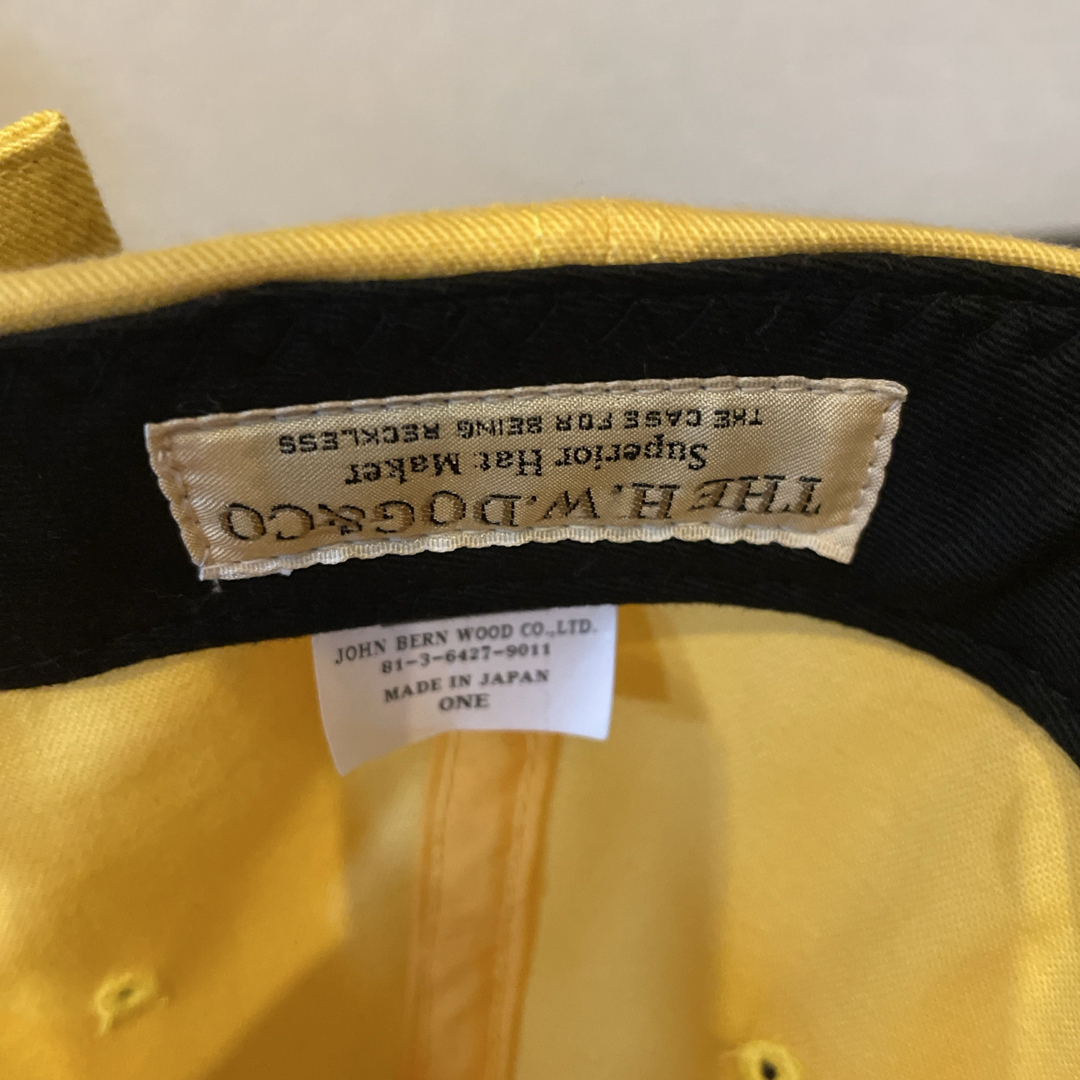 THE H.W.DOG&CO
Superior Hat Maker
THE CASE FOR BEING RECKLESS
JOHN BERN WOOD CO.,LTD.
81-3-6427-9011
MADE IN JAPAN
ONE